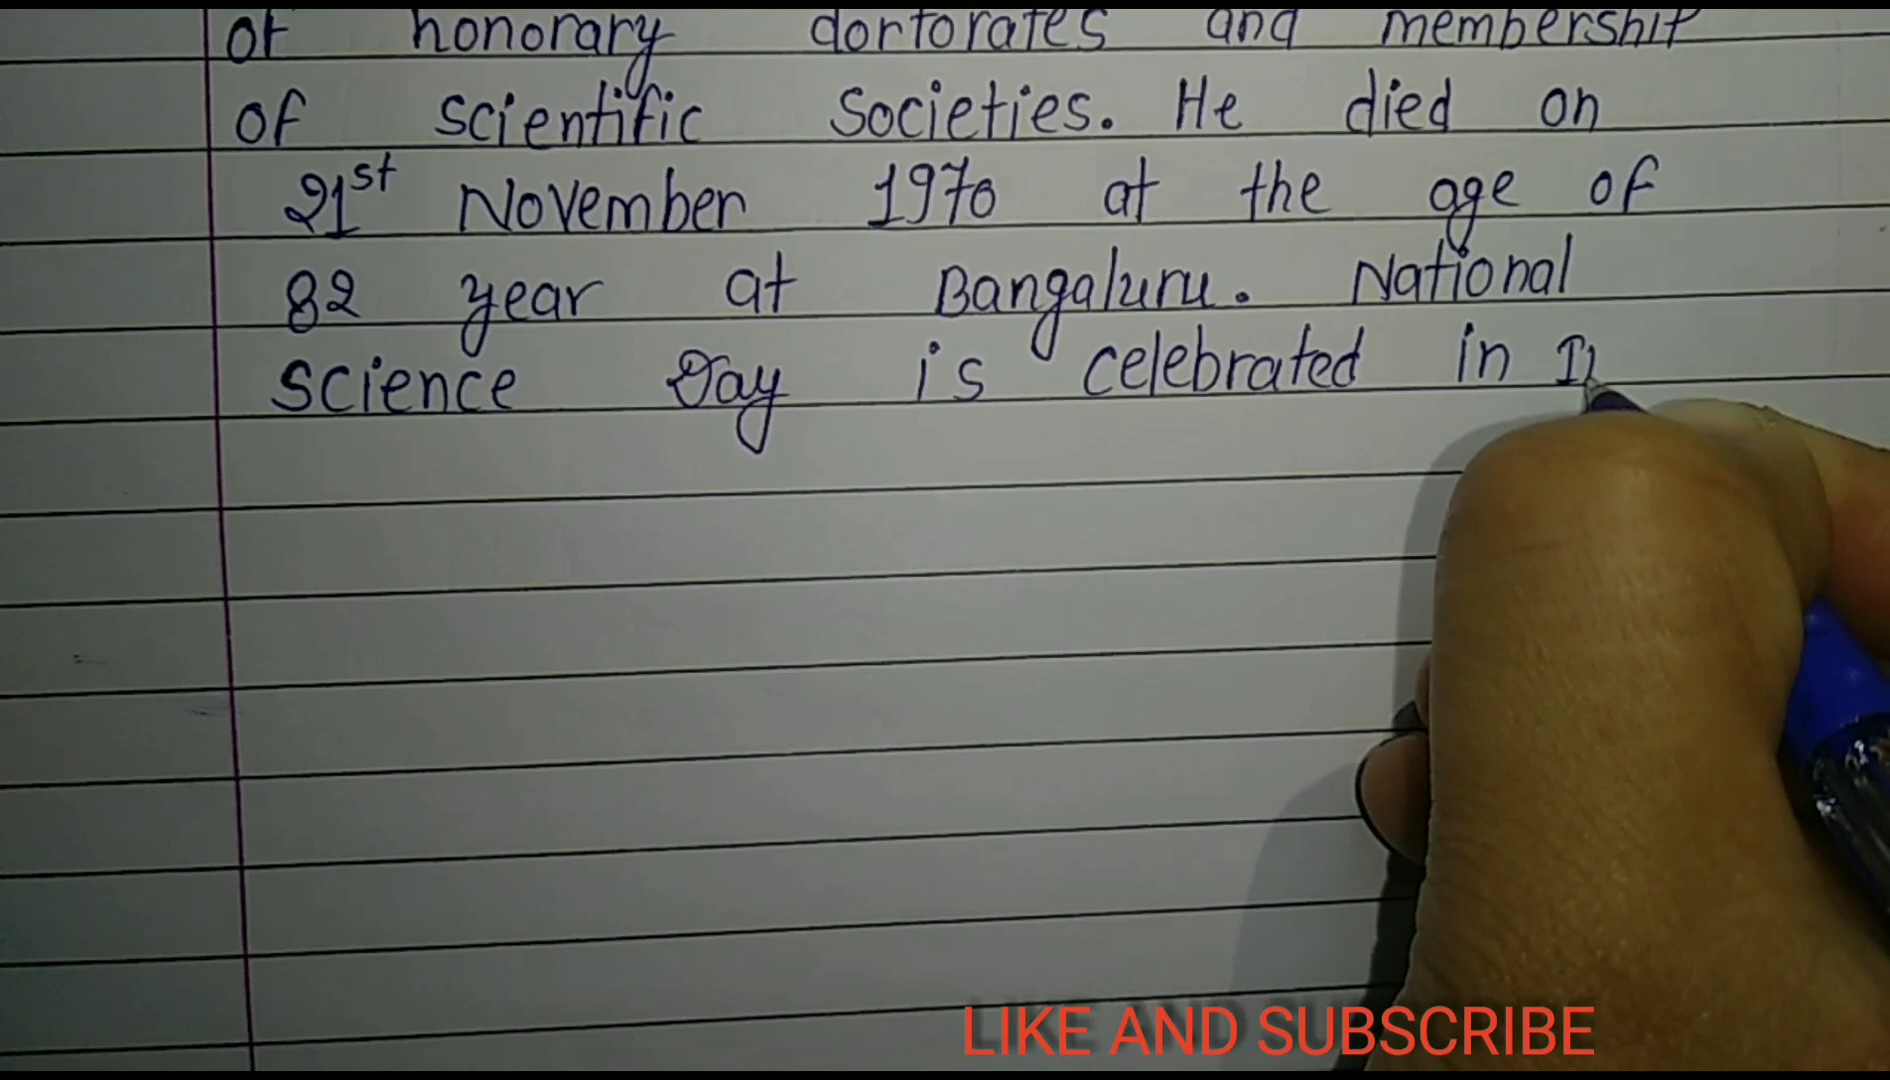 of honorary dortorates and membership
of scientific Societies. He died on
21st November 1970 at the age of
82 year at Bangaluru. National
Science Day is celebrated in
LIKE AND SUBSCRIBE